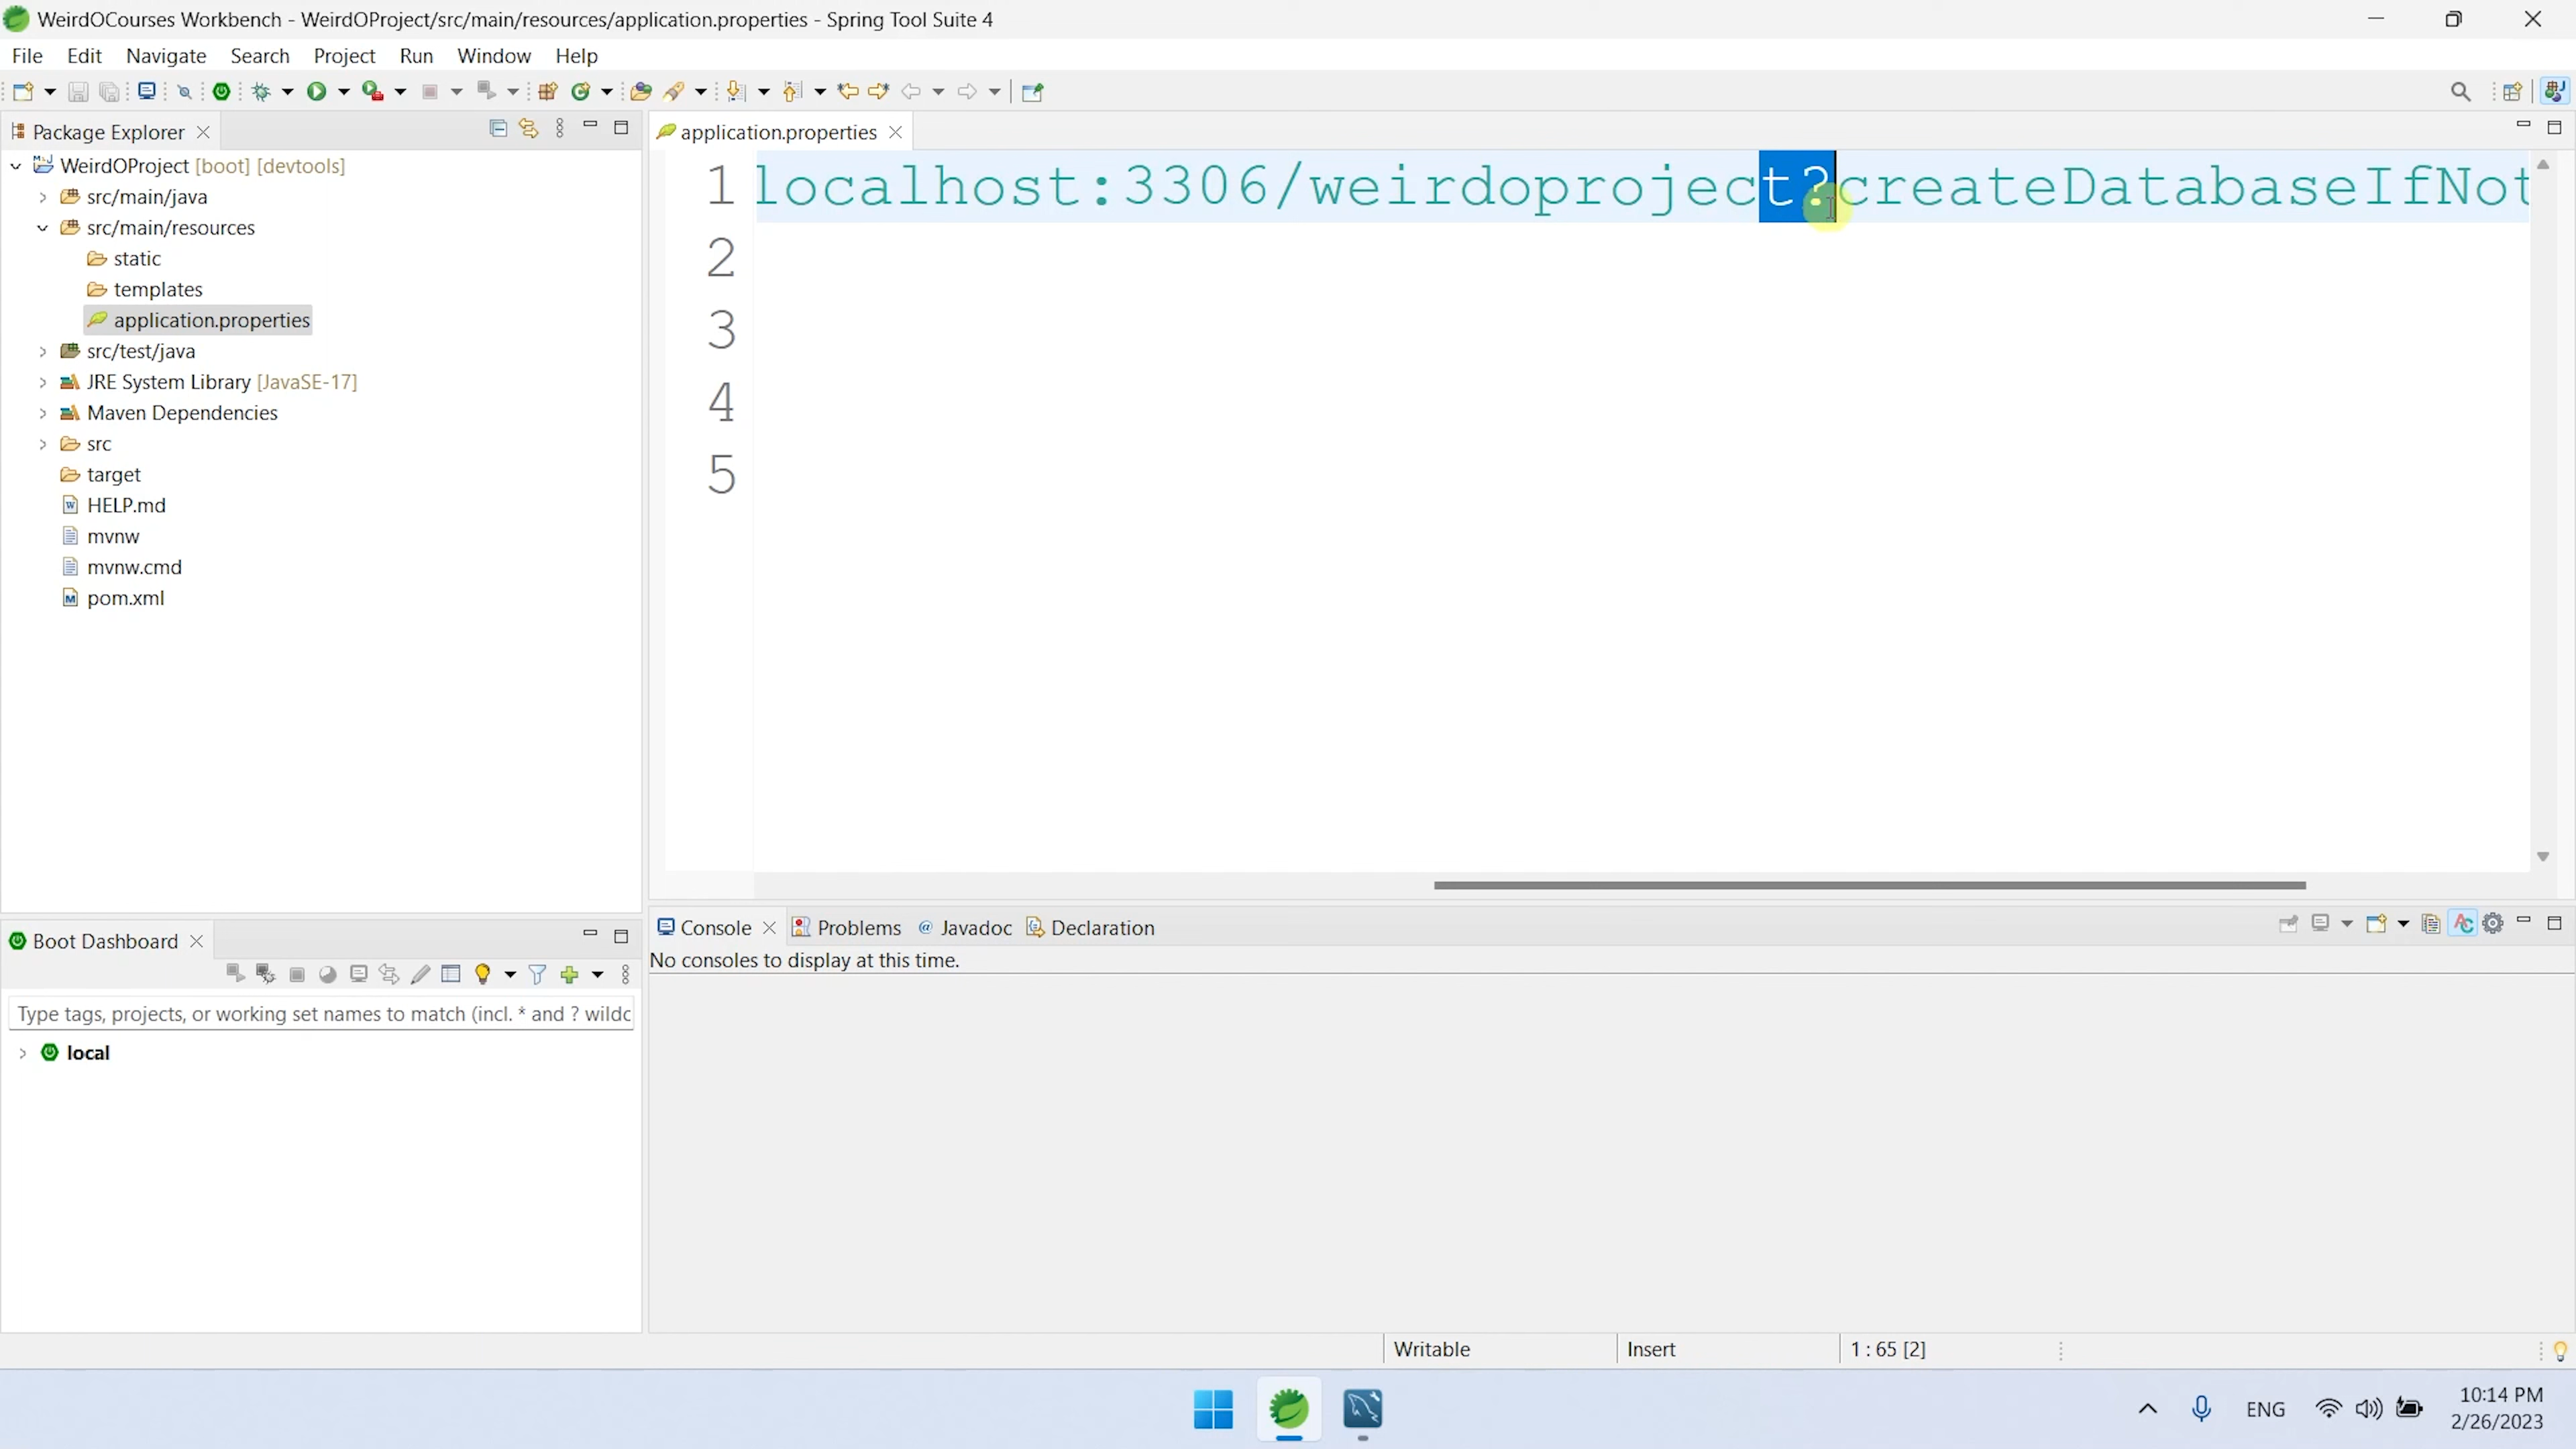 WeirdOCourses Workbench - WeirdOProject/src/main/resources/application.properties - Spring Tool Suite 4
File Edit Navigate Search Project Run Window Help
Package Explorer
WeirdOProject [boot] [devtools]
src/main/java
src/main/resources
static
templates
application.properties
src/test/java
JRE System Library [JavaSE-17]
Maven Dependencies
src
target
HELP.md
mvnw
mvnw.cmd
pom.xml
application.properties
1 localhost:3306/weirdoproject?createDatabaseIfNot
2
3
4
5
Boot Dashboard
Type tags, projects, or working set names to match (incl. * and ? wildc
local
Console Problems @ Javadoc Declaration
No consoles to display at this time.
Writable Insert 1 : 65 [2]
ENG
10:14 PM
2/26/2023